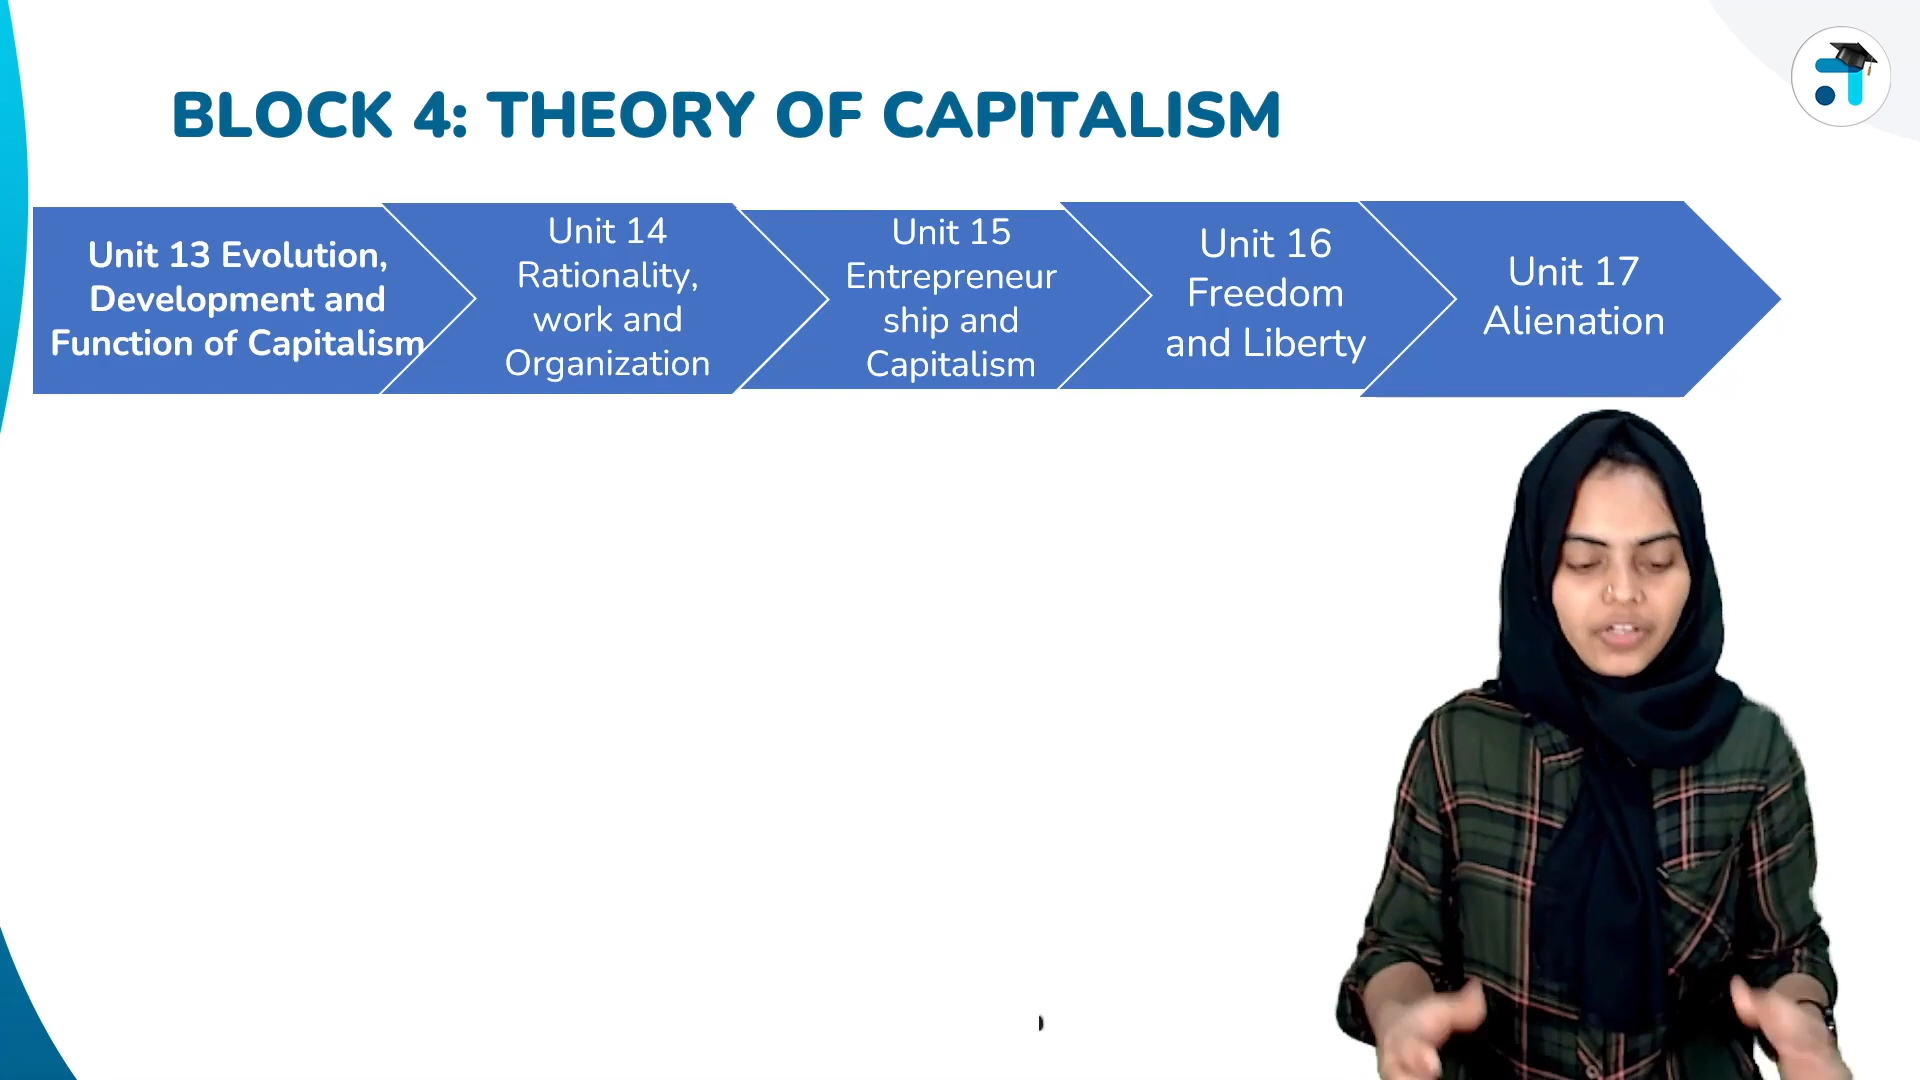 BLOCK 4: THEORY OF CAPITALISM
Unit 13 Evolution,
Development and
Function of Capitalism
Unit 14
Rationality,
work and
Organization
Unit 15
Entrepreneur
ship and
Capitalism
Unit 16
Freedom
and Liberty
Unit 17
Alienation